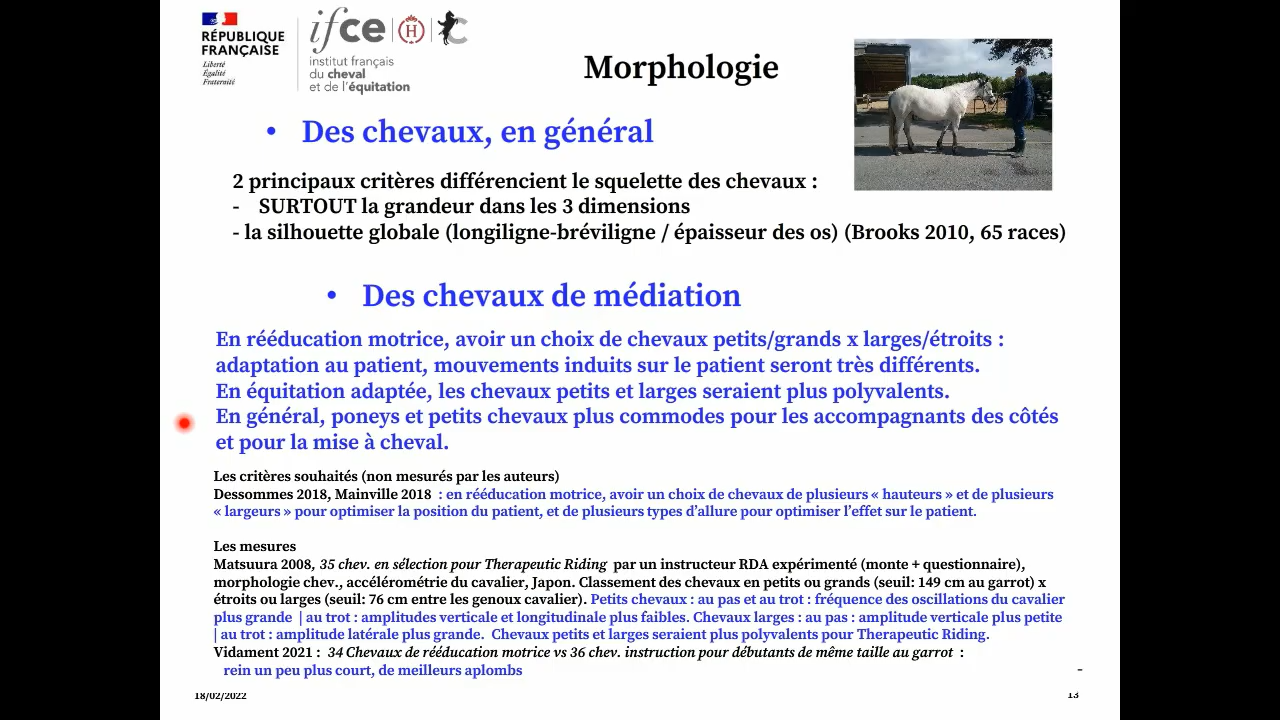 RÉPUBLIQUE
FRANÇAISE
Liberté
Égalité
Fraternité
ifce
H
institut français
du cheval
et de l'équitation
Morphologie
• Des chevaux, en général
2 principaux critères différencient le squelette des chevaux :
- SURTOUT la grandeur dans les 3 dimensions
- la silhouette globale (longiligne-bréviligne / épaisseur des os) (Brooks 2010, 65 races)
• Des chevaux de médiation
En rééducation motrice, avoir un choix de chevaux petits/grands x larges/étroits :
adaptation au patient, mouvements induits sur le patient seront très différents.
En équitation adaptée, les chevaux petits et larges seraient plus polyvalents.
En général, poneys et petits chevaux plus commodes pour les accompagnants des côtés
et pour la mise à cheval.
Les critères souhaités (non mesurés par les auteurs)
Dessommes 2018, Mainville 2018 : en rééducation motrice, avoir un choix de chevaux de plusieurs « hauteurs » et de plusieurs
« largeurs » pour optimiser la position du patient, et de plusieurs types d'allure pour optimiser l'effet sur le patient.
Les mesures
Matsuura 2008, 35 chev. en sélection pour Therapeutic Riding par un instructeur RDA expérimenté (monte + questionnaire),
morphologie chev., accélérométrie du cavalier, Japon. Classement des chevaux en petits ou grands (seuil: 149 cm au garrot) x
étroits ou larges (seuil: 76 cm entre les genoux cavalier). Petits chevaux : au pas et au trot : fréquence des oscillations du cavalier
plus grande | au trot : amplitudes verticale et longitudinale plus faibles. Chevaux larges : au pas : amplitude verticale plus petite
| au trot : amplitude latérale plus grande. Chevaux petits et larges seraient plus polyvalents pour Therapeutic Riding.
Vidament 2021 : 34 Chevaux de rééducation motrice vs 36 chev. instruction pour débutants de même taille au garrot :
rein un peu plus court, de meilleurs aplombs
-
18/02/2022
13